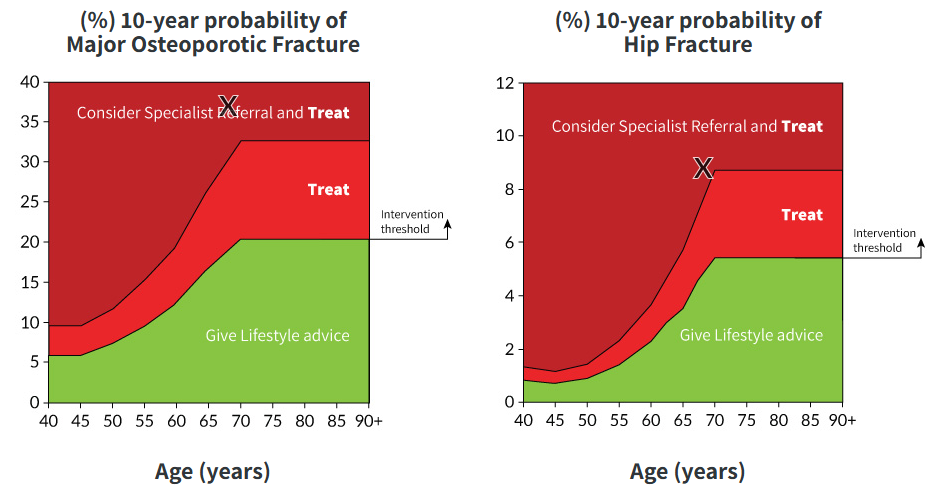 (%) 10-year probability of
Major Osteoporotic Fracture
40
35
30
25
20
15
10
5
0
Consider Specialist Referral and Treat
X
Treat
Give Lifestyle advice
Intervention
threshold
40 45 50 55 60 65 70 75 80 85 90+
Age (years)
(%) 10-year probability of
Hip Fracture
12
10
8
6
4
2
0
Consider Specialist Referral and Treat
X
Treat
Give Lifestyle advice
Intervention
threshold
40 45 50 55 60 65 70 75 80 85 90+
Age (years)